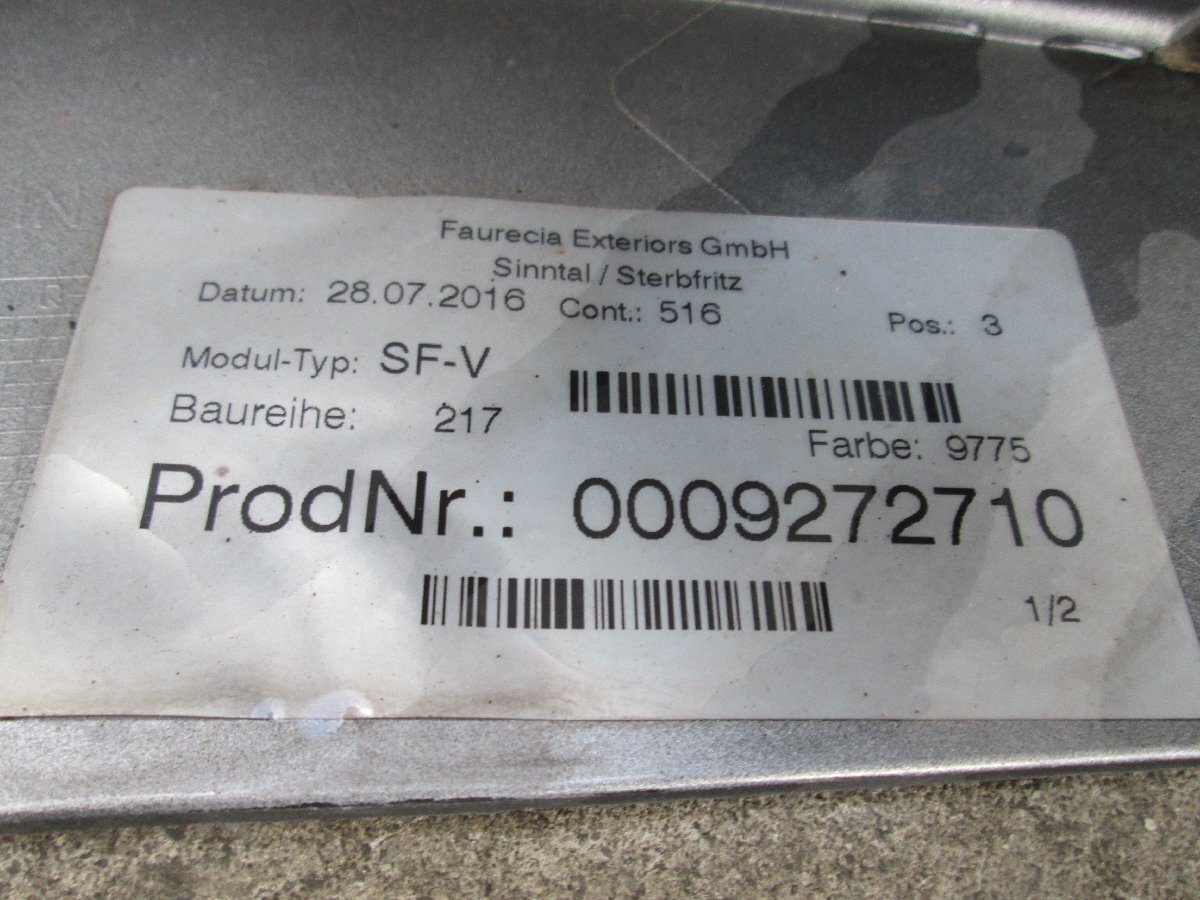 Faurecia Exteriors GmbH
Sinntal / Sterbfritz
Datum: 28.07.2016 Cont.: 516 Pos.: 3
Modul-Typ: SF-V
Baureihe: 217
Farbe: 9775
ProdNr.: 0009272710
1/2